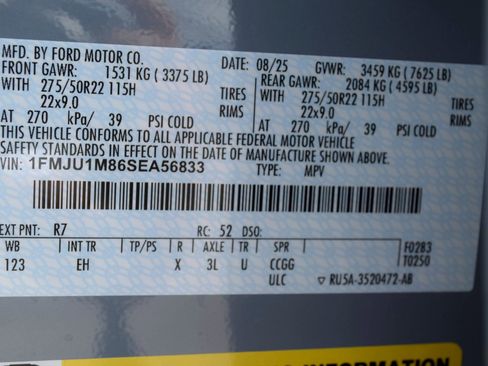 MFD. BY FORD MOTOR CO. 08/25 GVWR: 3459 KG (7625 LB)
FRONT GAWR: 1531 KG (3375 LB) REAR GAWR: 2084 KG (4595 LB)
WITH 275/50R22 115H TIRES WITH 275/50R22 115H TIRES
22x9.0 RIMS 22x9.0 RIMS
AT 270 kPa/ 39 PSI COLD AT 270 kPa/ 39 PSI COLD
THIS VEHICLE CONFORMS TO ALL APPLICABLE FEDERAL MOTOR VEHICLE
SAFETY STANDARDS IN EFFECT ON THE DATE OF MANUFACTURE SHOWN ABOVE.
VIN: 1FMJU1M86SEA56833 TYPE: MPV
EXT PNT: R7 RC: 52 DSO:
WB INT TR TP/PS R AXLE TR SPR F0283
123 EH X 3L U CCGG T0250
ULC RU5A-3520472-AB
INFORMATION